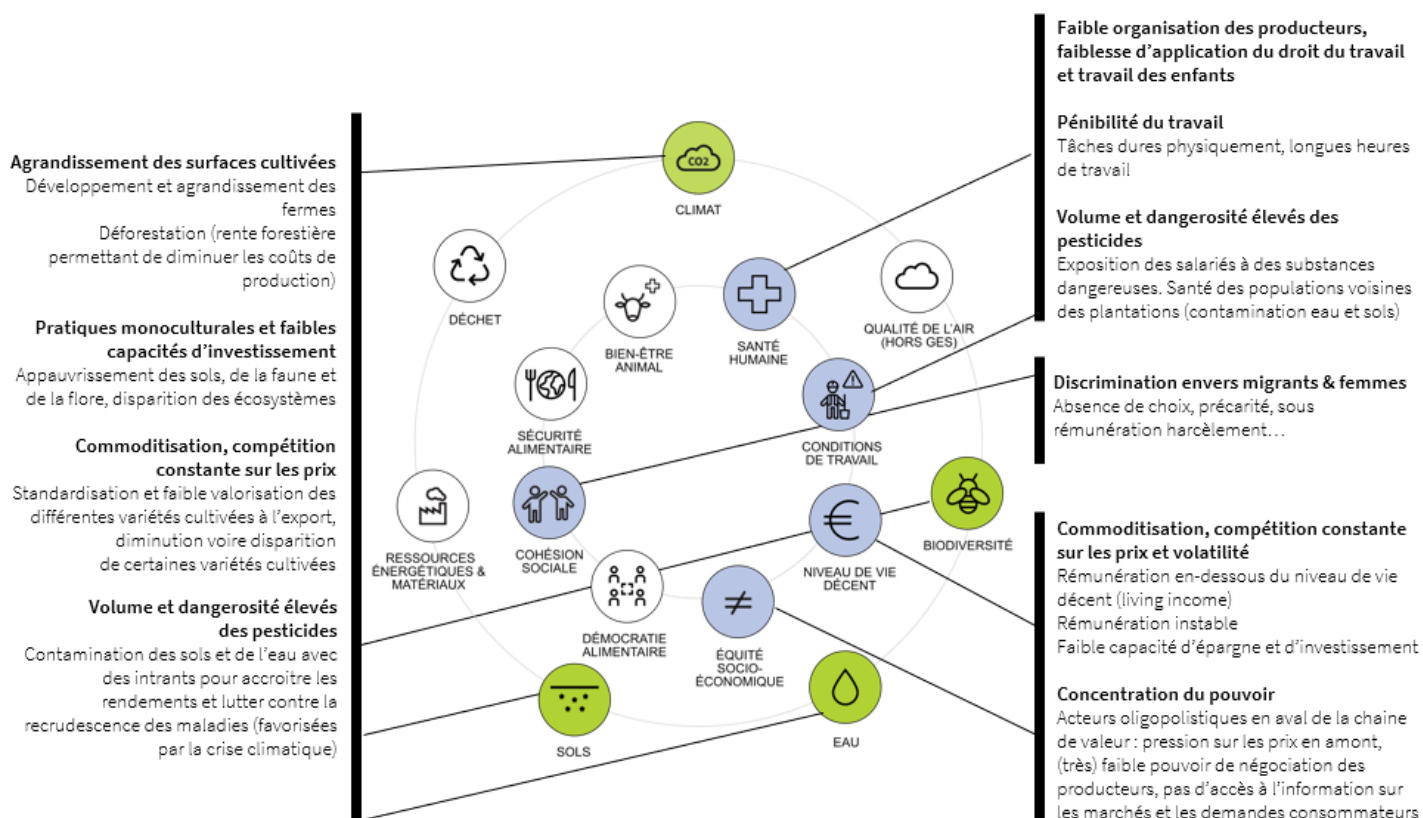 Agrandissement des surfaces cultivées
Développement et agrandissement des
fermes
Déforestation (rente forestière
permettant de diminuer les coûts de
production)
Pratiques monoculturales et faibles
capacités d'investissement
Appauvrissement des sols, de la faune et
de la flore, disparition des écosystèmes
Commoditisation, compétition
constante sur les prix
Standardisation et faible valorisation des
différentes variétés cultivées à l'export,
diminution voire disparition
de certaines variétés cultivées
Volume et dangerosité élevés
des pesticides
Contamination des sols et de l'eau avec
des intrants pour accroitre les
rendements et lutter contre la
recrudescence des maladies (favorisées
par la crise climatique)
CO2
CLIMAT
DÉCHET
BIEN-ÊTRE
ANIMAL
SANTÉ
HUMAINE
QUALITÉ DE L'AIR
(HORS GES)
SÉCURITÉ
ALIMENTAIRE
CONDITIONS
DE TRAVAIL
RESSOURCES
ÉNERGÉTIQUES &
MATÉRIAUX
COHÉSION
SOCIALE
NIVEAU DE VIE
DÉCENT
BIODIVERSITÉ
DÉMOCRATIE
ALIMENTAIRE
ÉQUITÉ
SOCIO-
ÉCONOMIQUE
SOLS
EAU
Faible organisation des producteurs,
faiblesse d'application du droit du travail
et travail des enfants
Pénibilité du travail
Tâches dures physiquement, longues heures
de travail
Volume et dangerosité élevés des
pesticides
Exposition des salariés à des substances
dangereuses. Santé des populations voisines
des plantations (contamination eau et sols)
Discrimination envers migrants & femmes
Absence de choix, précarité, sous
rémunération harcèlement…
Commoditisation, compétition constante
sur les prix et volatilité
Rémunération en-dessous du niveau de vie
décent (living income)
Rémunération instable
Faible capacité d'épargne et d'investissement
Concentration du pouvoir
Acteurs oligopolistiques en aval de la chaine
de valeur : pression sur les prix en amont,
(très) faible pouvoir de négociation des
producteurs, pas d'accès à l'information sur
les marchés et les demandes consommateurs